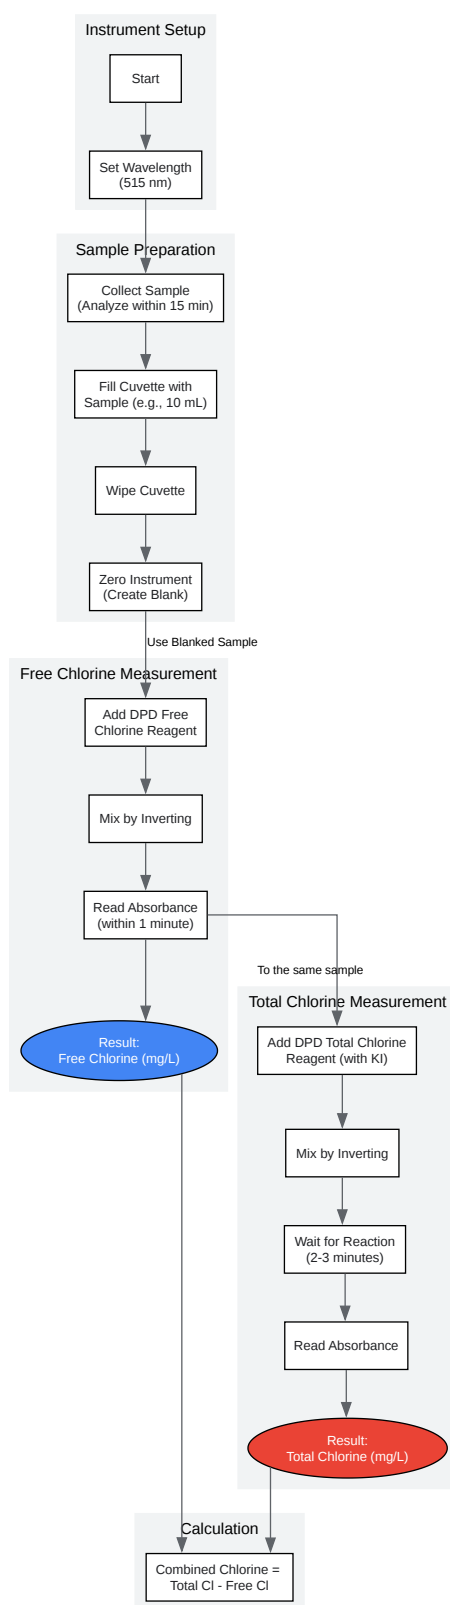 Instrument Setup
Start
Set Wavelength
(515 nm)
Sample Preparation
Collect Sample
(Analyze within 15 min)
Fill Cuvette with
Sample (e.g., 10 mL)
Wipe Cuvette
Zero Instrument
(Create Blank)
Use Blanked Sample
Free Chlorine Measurement
Add DPD Free
Chlorine Reagent
Mix by Inverting
Read Absorbance
(within 1 minute)
To the same sample
Result:
Free Chlorine (mg/L)
Total Chlorine Measurement
Add DPD Total Chlorine
Reagent (with KI)
Mix by Inverting
Wait for Reaction
(2-3 minutes)
Read Absorbance
Result:
Total Chlorine (mg/L)
Calculation
Combined Chlorine =
Total Cl - Free Cl